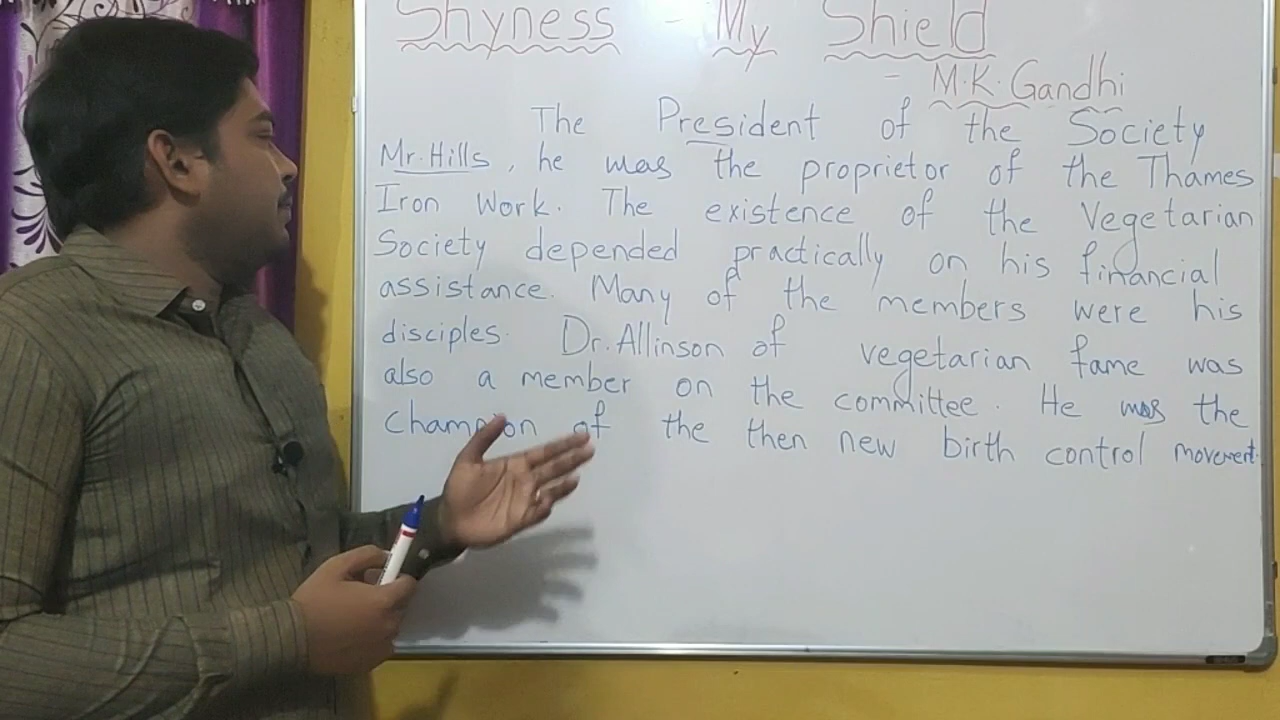 Shyness - My Shield
- M.K. Gandhi
The President of the Society
Mr. Hills, he was the proprietor of the Thames
Iron Work. The existence of the Vegetarian
Society depended practically on his financial
assistance. Many of the members were his
disciples. Dr. Allinson of vegetarian fame was
also a member on the committee. He was the
champion of the then new birth control movement.